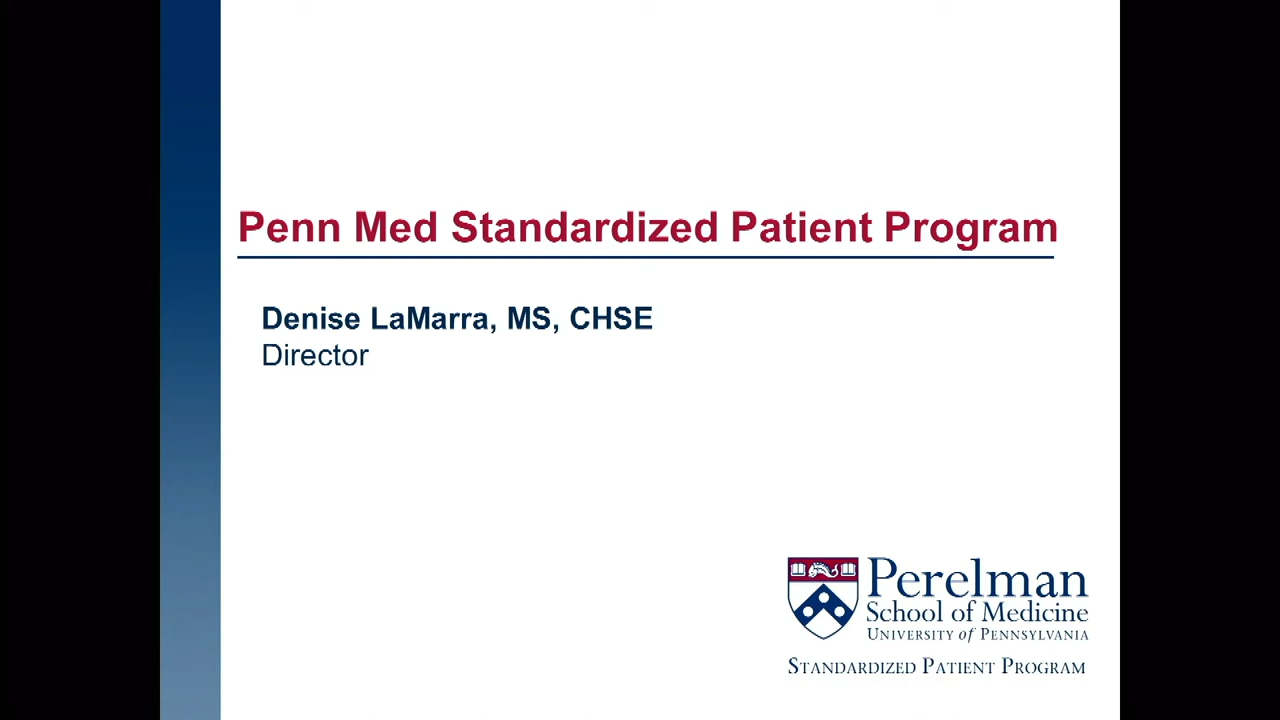 Penn Med Standardized Patient Program
Denise LaMarra, MS, CHSE
Director
Perelman
School of Medicine
University of Pennsylvania
Standardized Patient Program